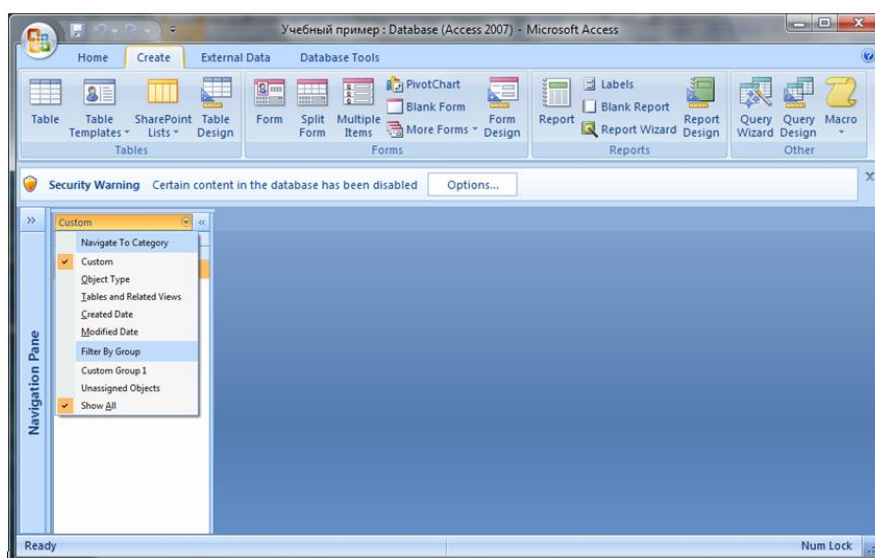 Учебный пример : Database (Access 2007) - Microsoft Access
Home Create External Data Database Tools
Table
Table Templates
SharePoint Lists
Table Design
Tables
Form
Split Form
Multiple Items
PivotChart
Blank Form
More Forms
Form Design
Forms
Report
Labels
Blank Report
Report Wizard
Report Design
Reports
Query Wizard
Query Design
Macro
Other
Security Warning Certain content in the database has been disabled Options...
»
Custom «
Navigate To Category
Custom
Object Type
Tables and Related Views
Created Date
Modified Date
Filter By Group
Custom Group 1
Unassigned Objects
Show All
Navigation Pane
Ready Num Lock